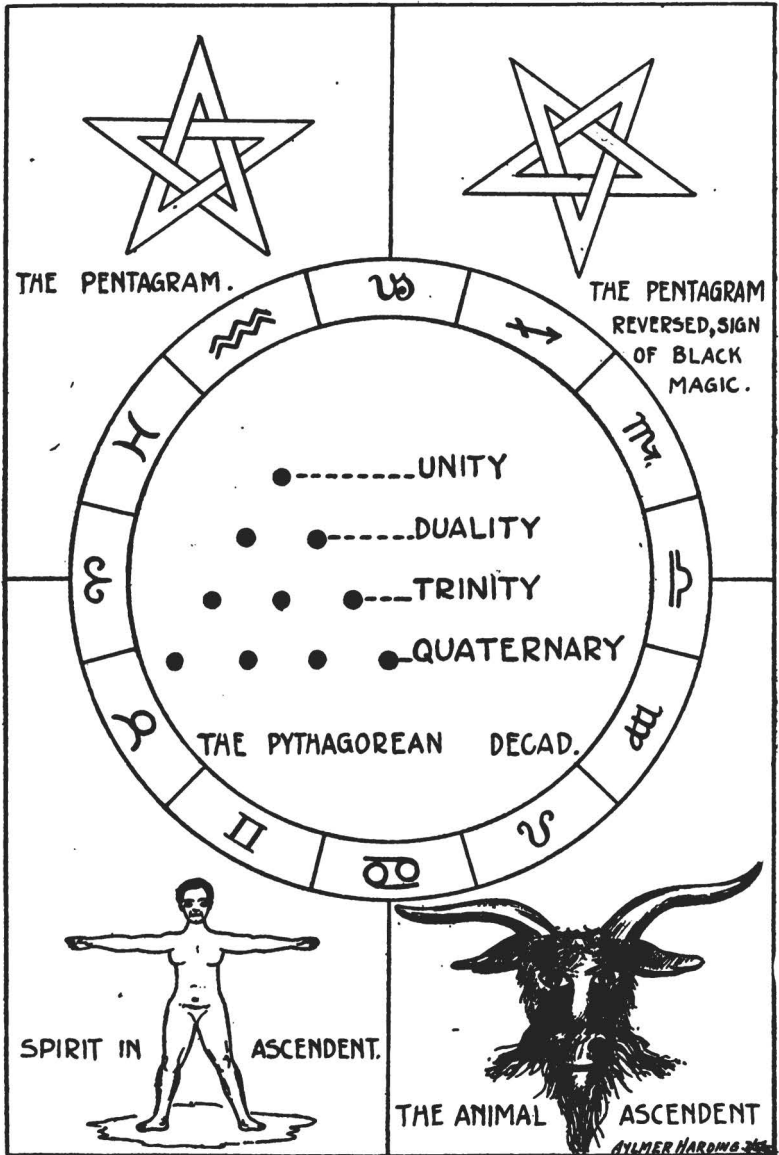 THE PENTAGRAM.
THE PENTAGRAM
REVERSED, SIGN
OF BLACK
MAGIC.
UNITY
DUALITY
TRINITY
QUATERNARY
THE PYTHAGOREAN DECAD.
SPIRIT IN ASCENDENT.
THE ANIMAL ASCENDENT
AYLMER HARDING